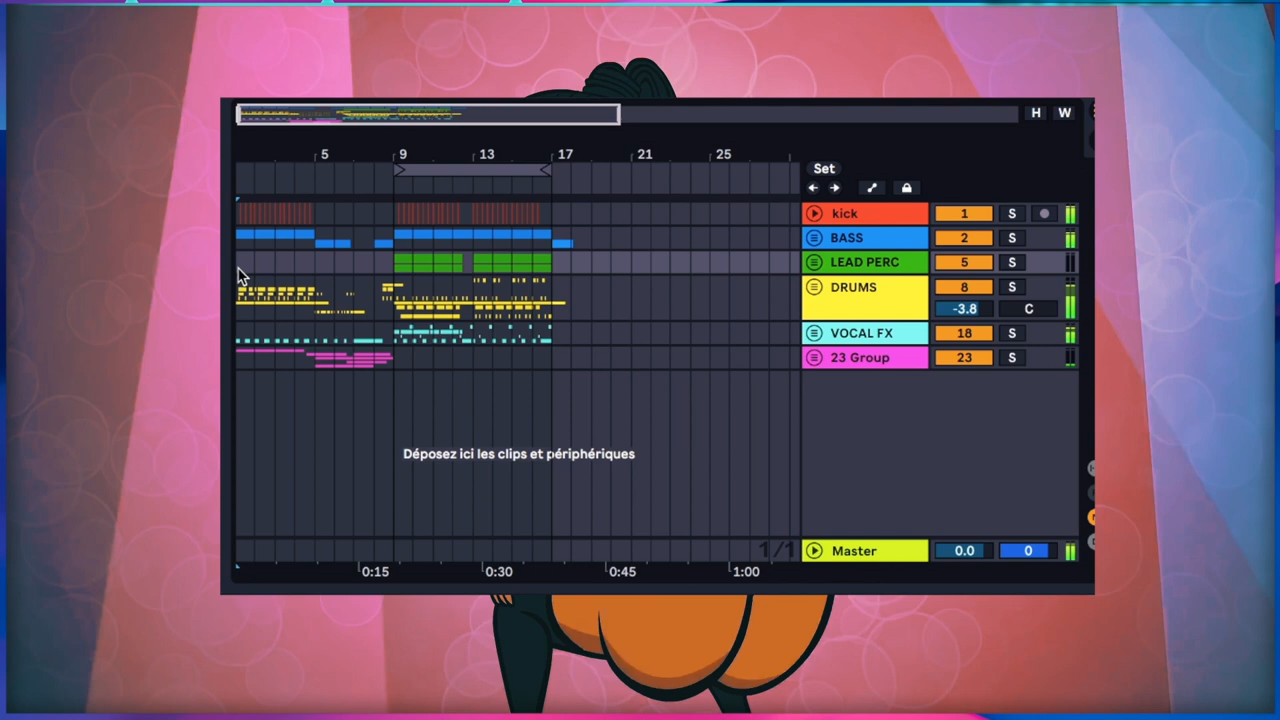 H W
5 9 13 17 21 25
Set
kick 1 S
BASS 2 S
LEAD PERC 5 S
DRUMS 8 S
-3.8 C
VOCAL FX 18 S
23 Group 23 S
Déposez ici les clips et périphériques
1/1
Master 0.0 0
0:15 0:30 0:45 1:00